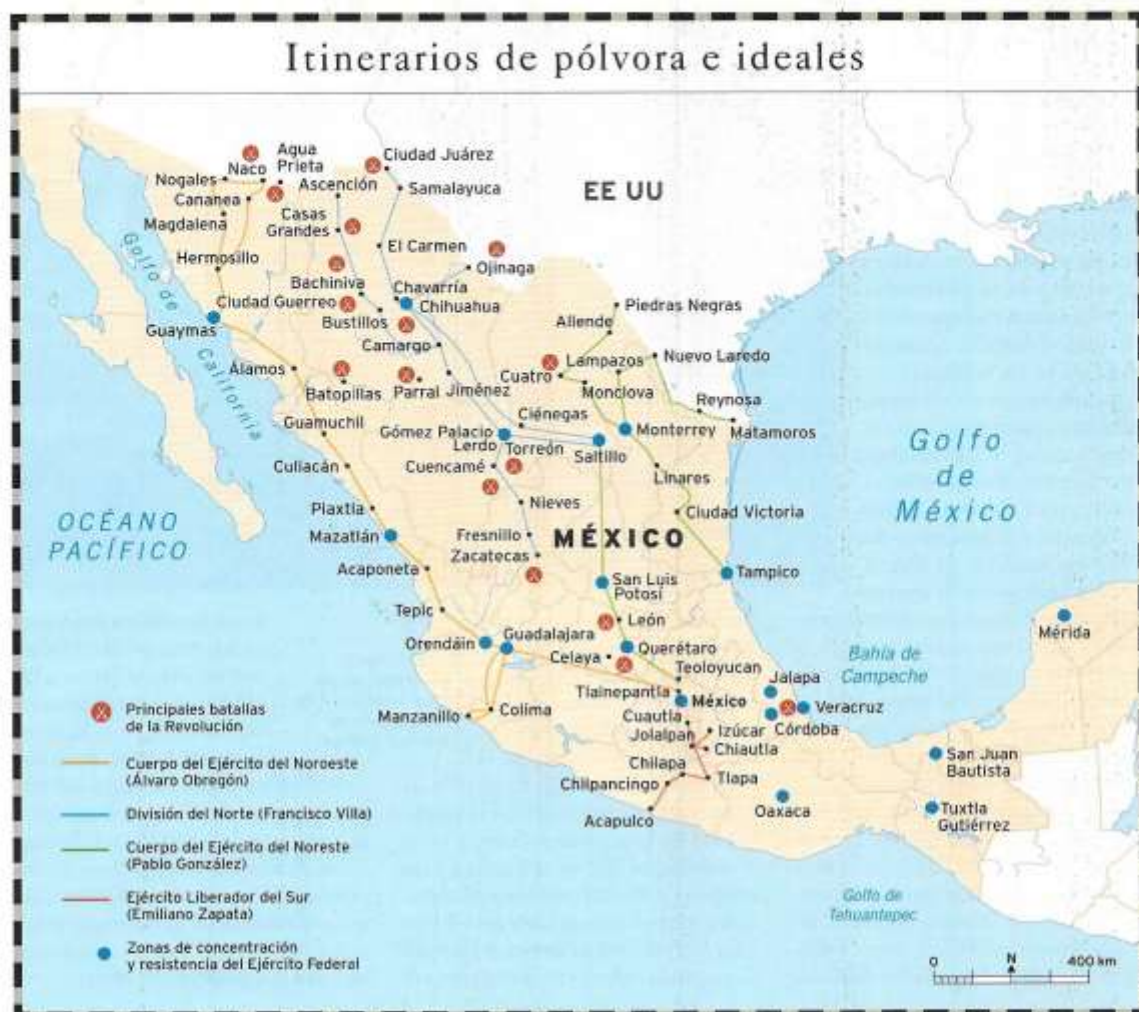 Itinerarios de pólvora e ideales
Agua
Prieta
Naco
Nogales
Cananea
Magdalena
Hermosillo
Ciudad Juárez
Ascención
Samalayuca
Casas
Grandes
El Carmen
EE UU
Ojinaga
Bachiniva
Chavarría
Chihuahua
Ciudad Guerreo
Bustillos
Guaymas
Golfo de
California
Piedras Negras
Allende
Camargo
Lampazos
Nuevo Laredo
Álamos
Batopillas
Parral
Jiménez
Cuatro
Monclova
Reynosa
Matamoros
Guamuchil
Ciénegas
Gómez Palacio
Lerdo
Torreón
Saltillo
Monterrey
Culiacán
Cuencamé
Linares
Golfo
de
México
Piaxtla
Nieves
Ciudad Victoria
OCÉANO
PACÍFICO
Mazatlán
Fresnillo
MÉXICO
Zacatecas
Acaponeta
San Luis
Potosí
Tampico
Tepic
León
Mérida
Orendáin
Guadalajara
Querétaro
Celaya
Bahía de
Campeche
Teoloyucan
Jalapa
Tlalnepantla
México
Veracruz
Manzanillo
Colima
Cuautla
Izúcar
Córdoba
Jolalpan
Chiautla
San Juan
Bautista
Chilapa
Chilpancingo
Tlapa
Acapulco
Oaxaca
Tuxtla
Gutiérrez
Golfo de
Tehuantepec
Principales batallas
de la Revolución
Cuerpo del Ejército del Noroeste
(Álvaro Obregón)
División del Norte (Francisco Villa)
Cuerpo del Ejército del Noreste
(Pablo González)
Ejército Liberador del Sur
(Emiliano Zapata)
Zonas de concentración
y resistencia del Ejército Federal
0
N
400 km